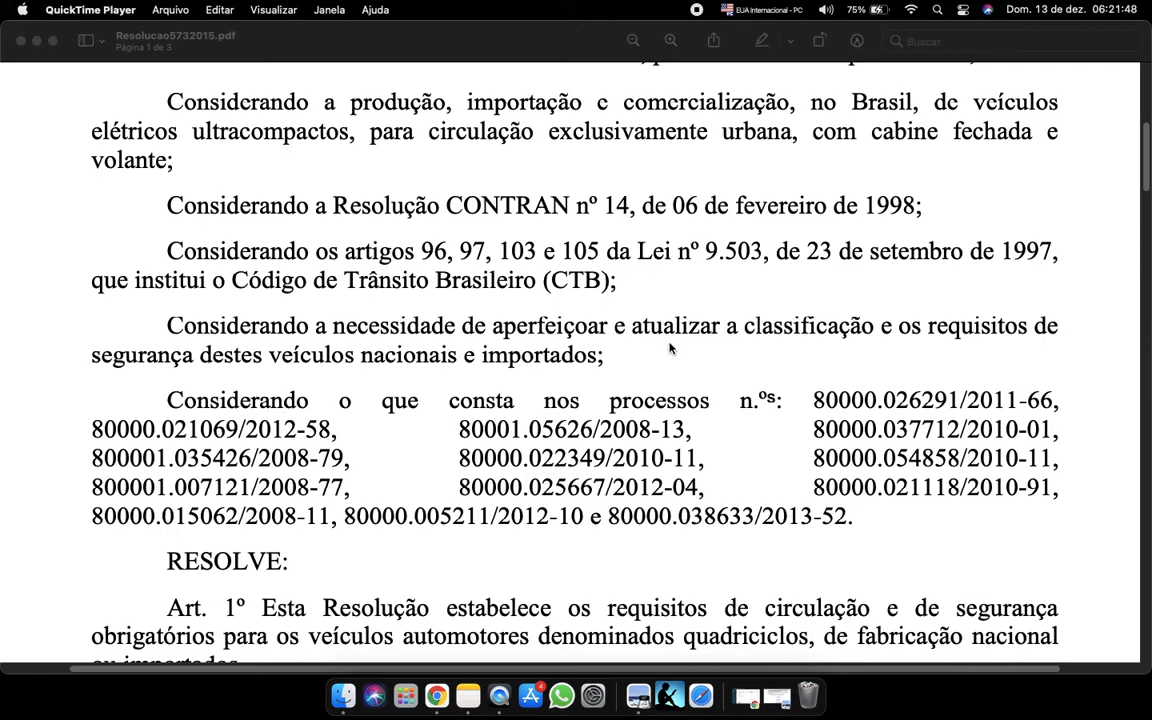 QuickTime Player Arquivo Editar Visualizar Janela Ajuda EUA Internacional - PC 75% Dom. 13 de dez. 06:21:48
Resolucao5732015.pdf
Página 1 de 3
Buscar
Considerando a produção, importação e comercialização, no Brasil, de veículos
elétricos ultracompactos, para circulação exclusivamente urbana, com cabine fechada e
volante;
Considerando a Resolução CONTRAN nº 14, de 06 de fevereiro de 1998;
Considerando os artigos 96, 97, 103 e 105 da Lei nº 9.503, de 23 de setembro de 1997,
que institui o Código de Trânsito Brasileiro (CTB);
Considerando a necessidade de aperfeiçoar e atualizar a classificação e os requisitos de
segurança destes veículos nacionais e importados;
Considerando o que consta nos processos n.ºs: 80000.026291/2011-66,
80000.021069/2012-58, 80001.05626/2008-13, 80000.037712/2010-01,
800001.035426/2008-79, 80000.022349/2010-11, 80000.054858/2010-11,
800001.007121/2008-77, 80000.025667/2012-04, 80000.021118/2010-91,
80000.015062/2008-11, 80000.005211/2012-10 e 80000.038633/2013-52.
RESOLVE:
Art. 1º Esta Resolução estabelece os requisitos de circulação e de segurança
obrigatórios para os veículos automotores denominados quadriciclos, de fabricação nacional
ou importados
4